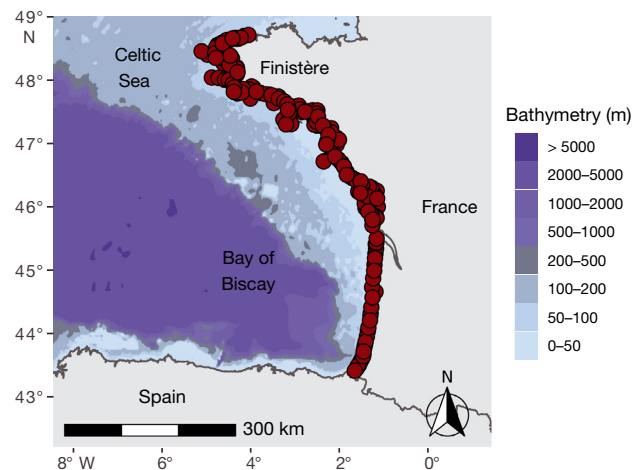 49°
N
48°
47°
46°
45°
44°
43°
Celtic
Sea
Finistère
France
Bay of
Biscay
Spain
300 km
N
8° W
6°
4°
2°
0°
Bathymetry (m)
> 5000
2000–5000
1000–2000
500–1000
200–500
100–200
50–100
0–50